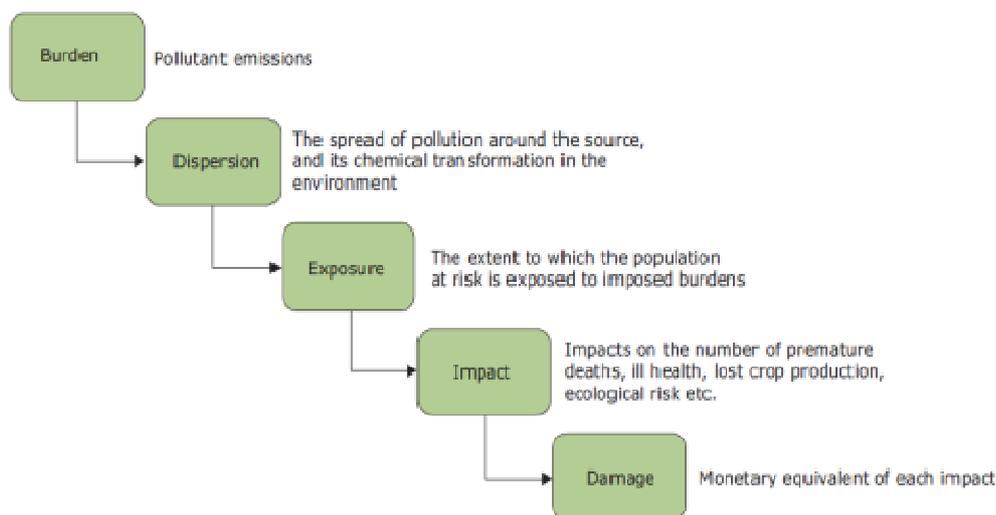 Burden
Pollutant emissions
Dispersion
The spread of pollution around the source,
and its chemical transformation in the
environment
Exposure
The extent to which the population
at risk is exposed to imposed burdens
Impact
Impacts on the number of premature
deaths, ill health, lost crop production,
ecological risk etc.
Damage
Monetary equivalent of each impact